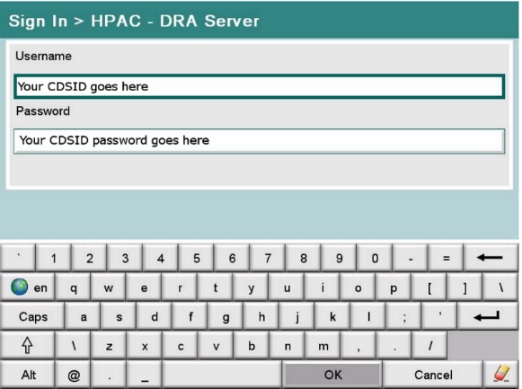 Sign In > HPAC - DRA Server
Username
Your CDSID goes here
Password
Your CDSID password goes here
` 1 2 3 4 5 6 7 8 9 0 - =
en q w e r t y u i o p [ ] \
Caps a s d f g h j k l ; '
\ z x c v b n m , . /
Alt @ . _ OK Cancel